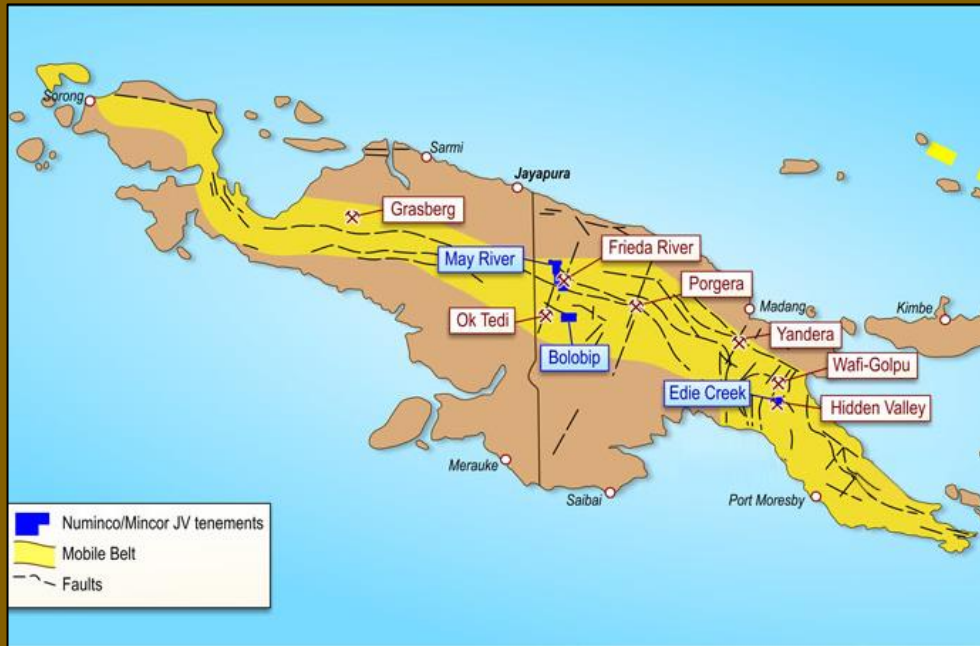 Sorong
Sarmi
Jayapura
Grasberg
May River
Frieda River
Porgera
Ok Tedi
Bolobip
Madang
Kimbe
Yandera
Wafi-Golpu
Edie Creek
Hidden Valley
Merauke
Saibai
Port Moresby
Numinco/Mincor JV tenements
Mobile Belt
Faults